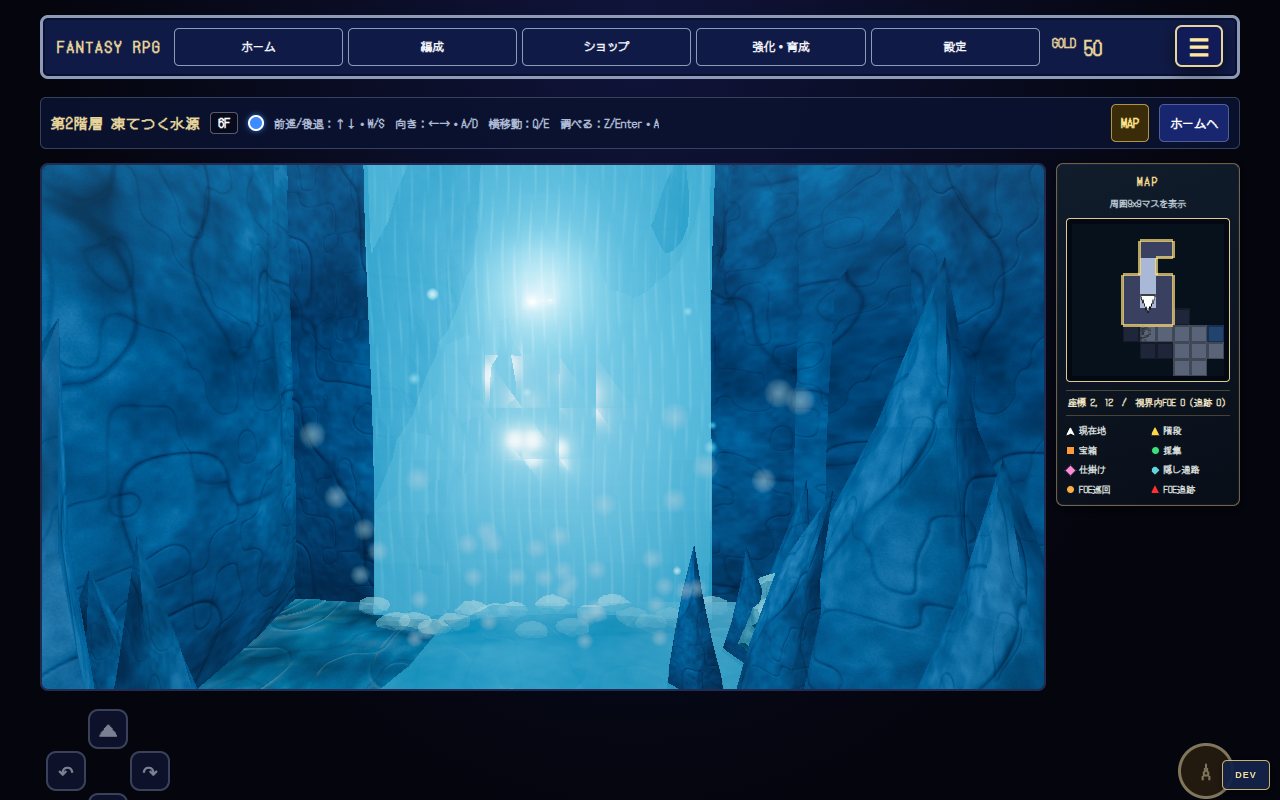 FANTASY RPG
ホーム
編成
ショップ
強化・育成
設定
GOLD 50
第2階層 凍てつく水源
6F
前進/後退:↑↓・W/S 向き:←→・A/D 横移動:Q/E 調べる:Z/Enter・A
MAP
ホームへ
MAP
周囲9x9マスを表示
座標 2, 12 / 視界内FOE 0 (追跡 0)
現在地
階段
宝箱
採集
仕掛け
隠し通路
FOE巡回
FOE追跡
A
DEV